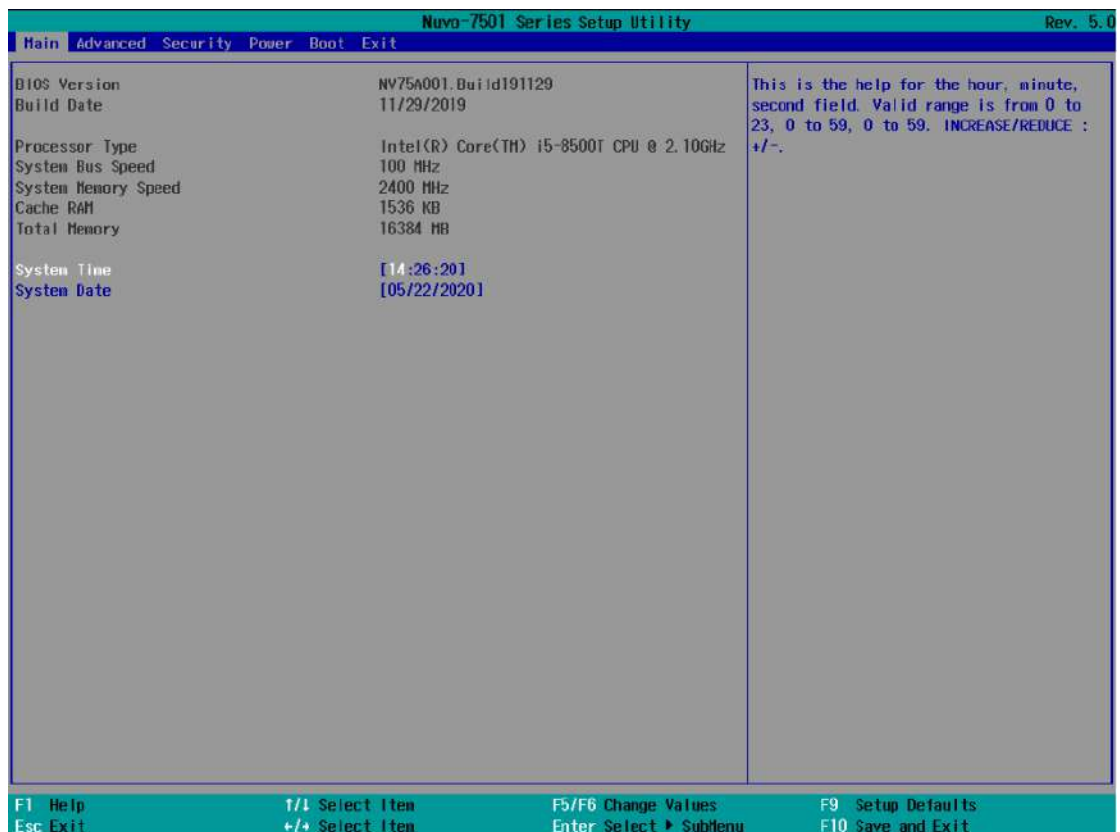 Nuvo-7501 Series Setup Utility Rev. 5.0
Main Advanced Security Power Boot Exit
BIOS Version NV75A001.Build191129
Build Date 11/29/2019
Processor Type Intel(R) Core(TM) i5-8500T CPU @ 2.10GHz
System Bus Speed 100 MHz
System Memory Speed 2400 MHz
Cache RAM 1536 KB
Total Memory 16384 MB
System Time [14:26:20]
System Date [05/22/2020]
This is the help for the hour, minute,
second field. Valid range is from 0 to
23, 0 to 59, 0 to 59. INCREASE/REDUCE :
+/-.
F1 Help ↑/↓ Select Item F5/F6 Change Values F9 Setup Defaults
Esc Exit ←/→ Select Item Enter Select ▶ SubMenu F10 Save and Exit